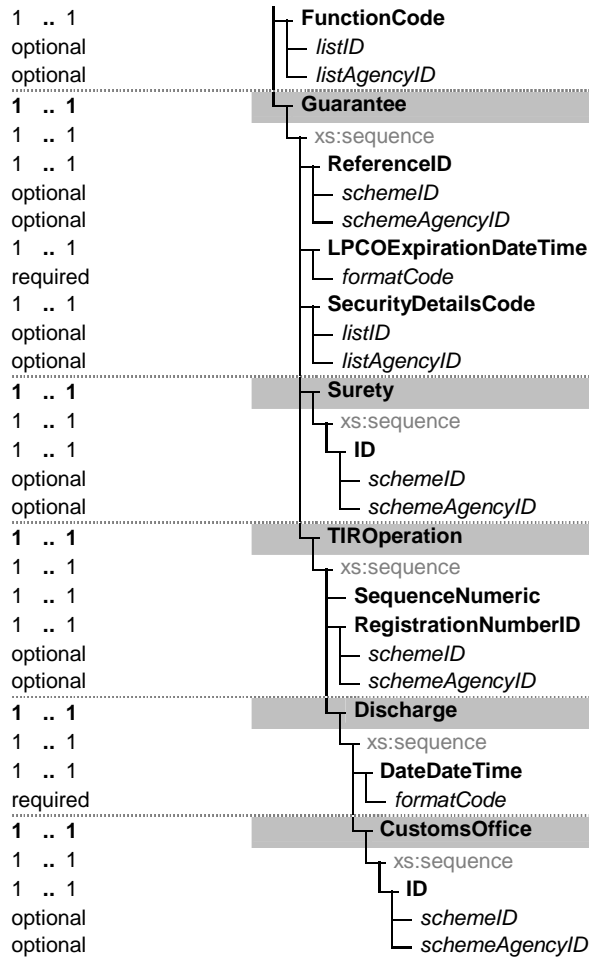 1 .. 1 FunctionCode
optional listID
optional listAgencyID
1 .. 1 Guarantee
1 .. 1 xs:sequence
1 .. 1 ReferenceID
optional schemeID
optional schemeAgencyID
1 .. 1 LPCOExpirationDateTime
required formatCode
1 .. 1 SecurityDetailsCode
optional listID
optional listAgencyID
1 .. 1 Surety
1 .. 1 xs:sequence
1 .. 1 ID
optional schemeID
optional schemeAgencyID
1 .. 1 TIROperation
1 .. 1 xs:sequence
1 .. 1 SequenceNumeric
1 .. 1 RegistrationNumberID
optional schemeID
optional schemeAgencyID
1 .. 1 Discharge
1 .. 1 xs:sequence
1 .. 1 DateDateTime
required formatCode
1 .. 1 CustomsOffice
1 .. 1 xs:sequence
1 .. 1 ID
optional schemeID
optional schemeAgencyID